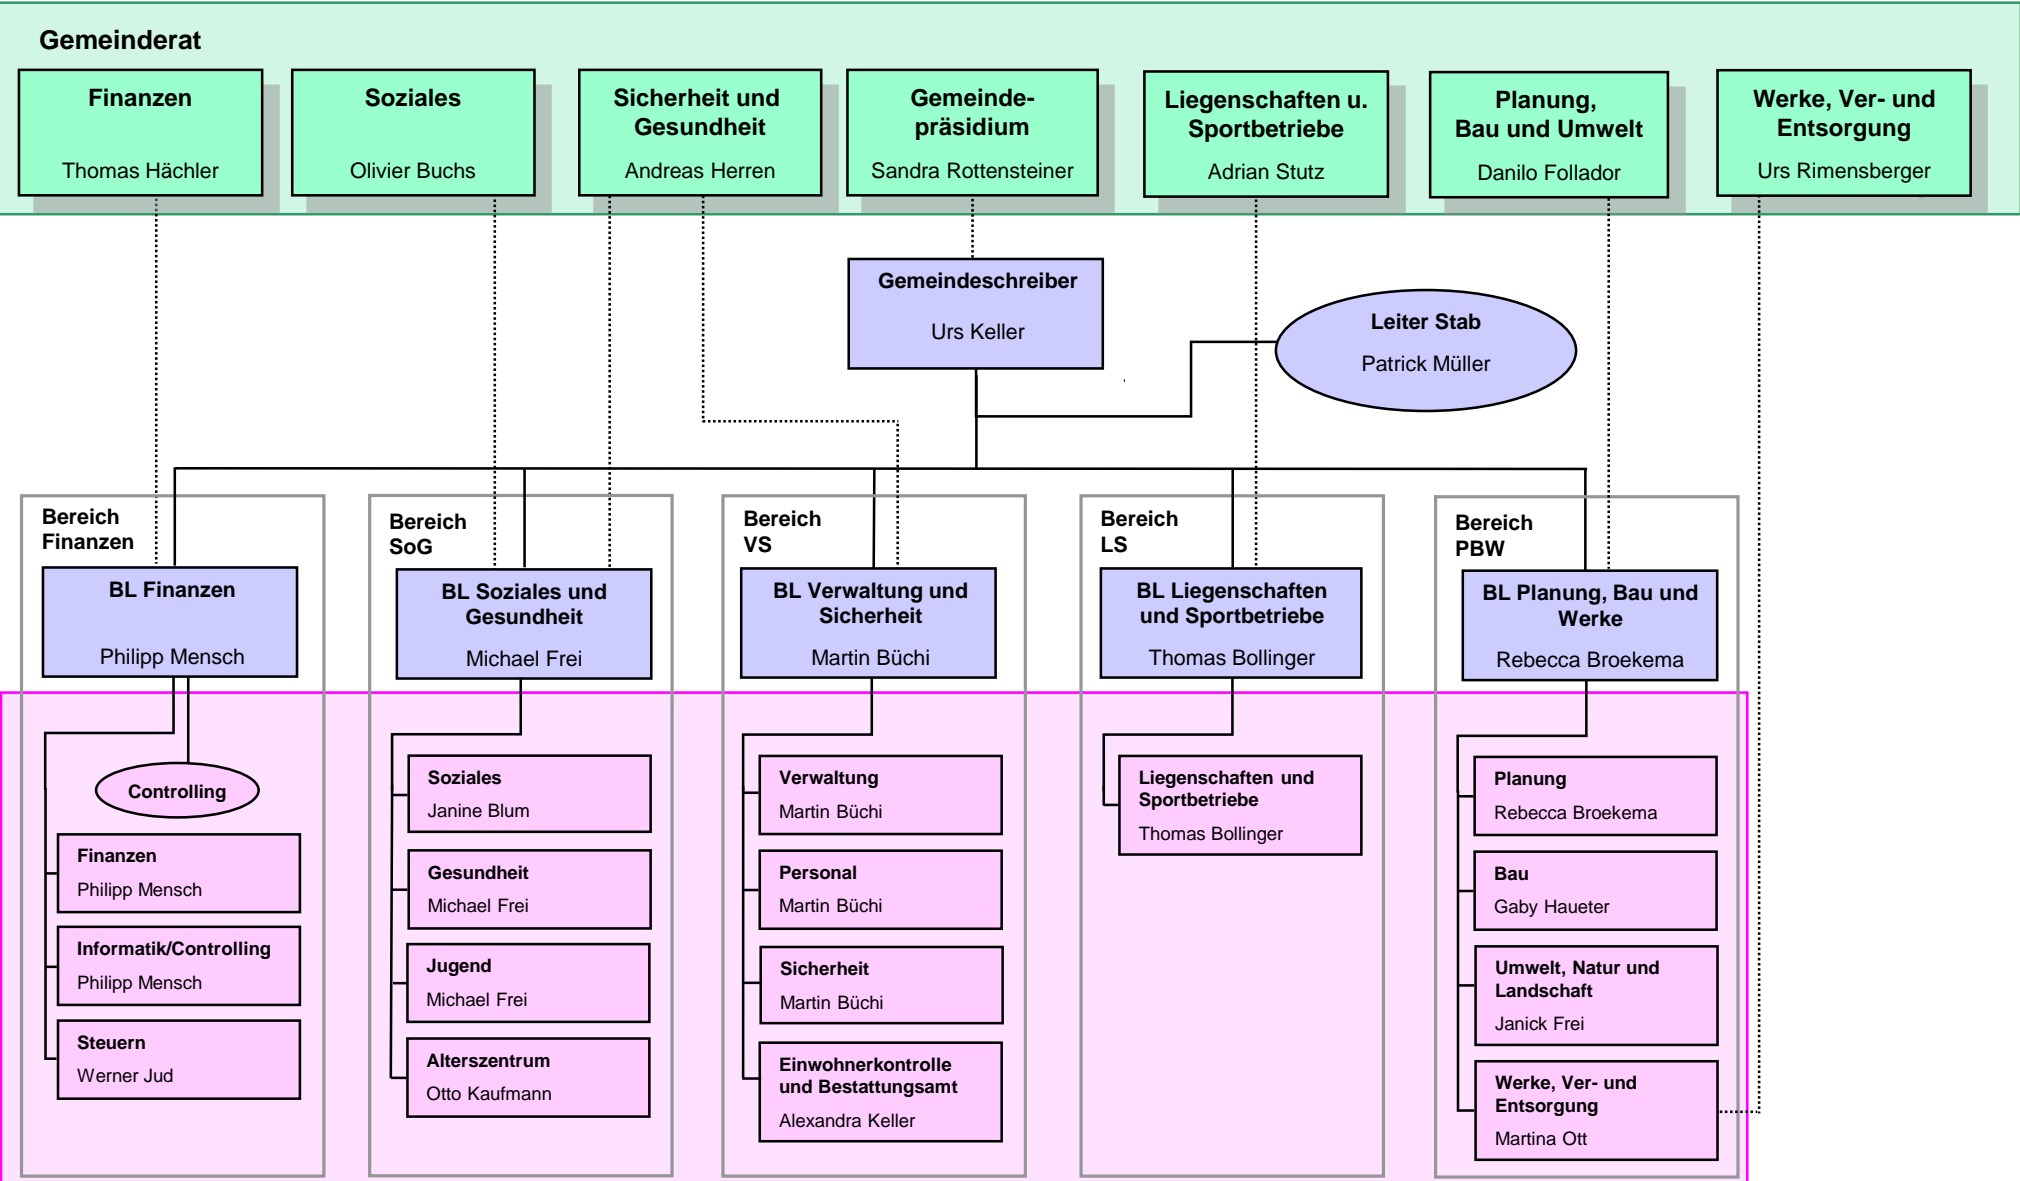 Gemeinderat
Finanzen
Thomas Hächler
Soziales
Olivier Buchs
Sicherheit und
Gesundheit
Andreas Herren
Gemeinde-
präsidium
Sandra Rottensteiner
Liegenschaften u.
Sportbetriebe
Adrian Stutz
Planung,
Bau und Umwelt
Danilo Follador
Werke, Ver- und
Entsorgung
Urs Rimensberger
Gemeindeschreiber
Urs Keller
Leiter Stab
Patrick Müller
Bereich
Finanzen
BL Finanzen
Philipp Mensch
Controlling
Finanzen
Philipp Mensch
Informatik/Controlling
Philipp Mensch
Steuern
Werner Jud
Bereich
SoG
BL Soziales und
Gesundheit
Michael Frei
Soziales
Janine Blum
Gesundheit
Michael Frei
Jugend
Michael Frei
Alterszentrum
Otto Kaufmann
Bereich
VS
BL Verwaltung und
Sicherheit
Martin Büchi
Verwaltung
Martin Büchi
Personal
Martin Büchi
Sicherheit
Martin Büchi
Einwohnerkontrolle
und Bestattungsamt
Alexandra Keller
Bereich
LS
BL Liegenschaften
und Sportbetriebe
Thomas Bollinger
Liegenschaften und
Sportbetriebe
Thomas Bollinger
Bereich
PBW
BL Planung, Bau und
Werke
Rebecca Broekema
Planung
Rebecca Broekema
Bau
Gaby Haueter
Umwelt, Natur und
Landschaft
Janick Frei
Werke, Ver- und
Entsorgung
Martina Ott